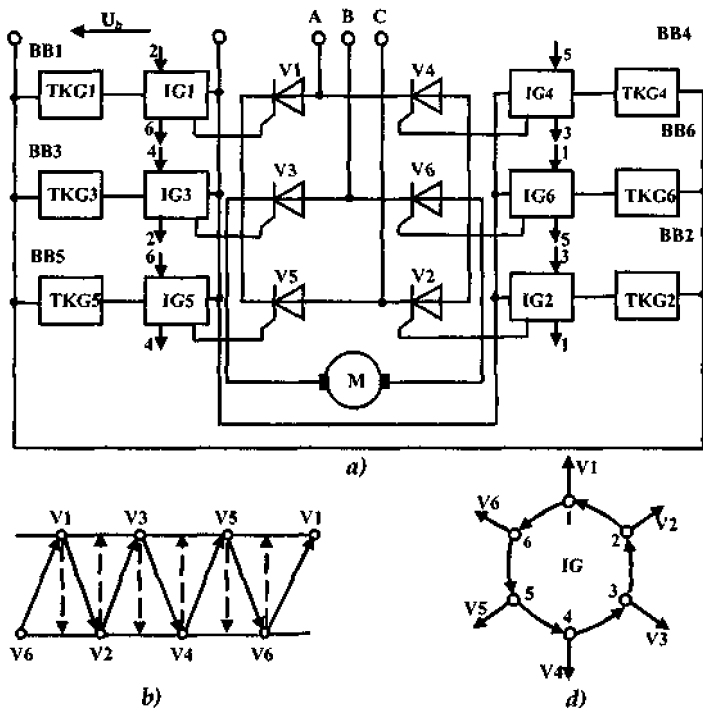 U_b A B C
BB1 2 V1 V4 5 BB4
TKG1 IG1 IG4 TKG4
6 3 BB6
BB3 4 V3 V6 1
TKG3 IG3 IG6 TKG6
2 5 BB2
BB5 6 V5 V2 3
TKG5 IG5 IG2 TKG2
4 1
M
a)
V1 V3 V5 V1
V6 V2 V4 V6
b)
V1
V6 1 V2
6 2
IG
5 3
V5 4 V3
V4
d)